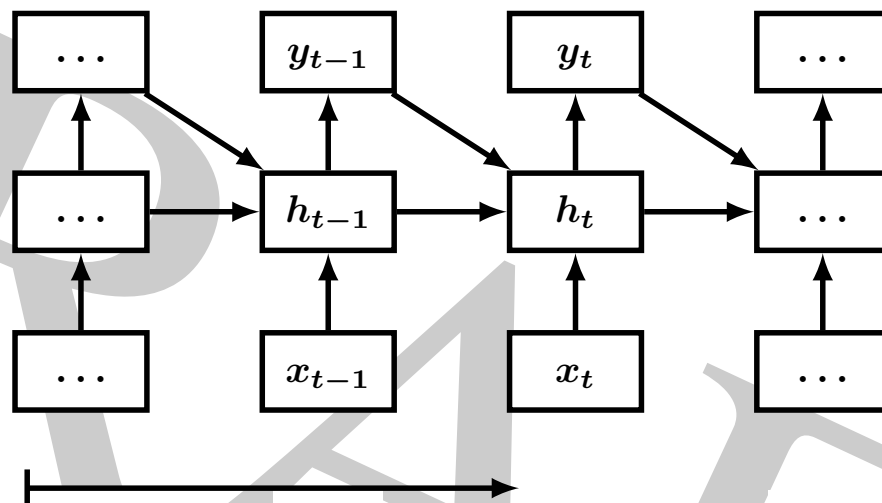 ... y_{t-1} y_t ...
... h_{t-1} h_t ...
... x_{t-1} x_t ...